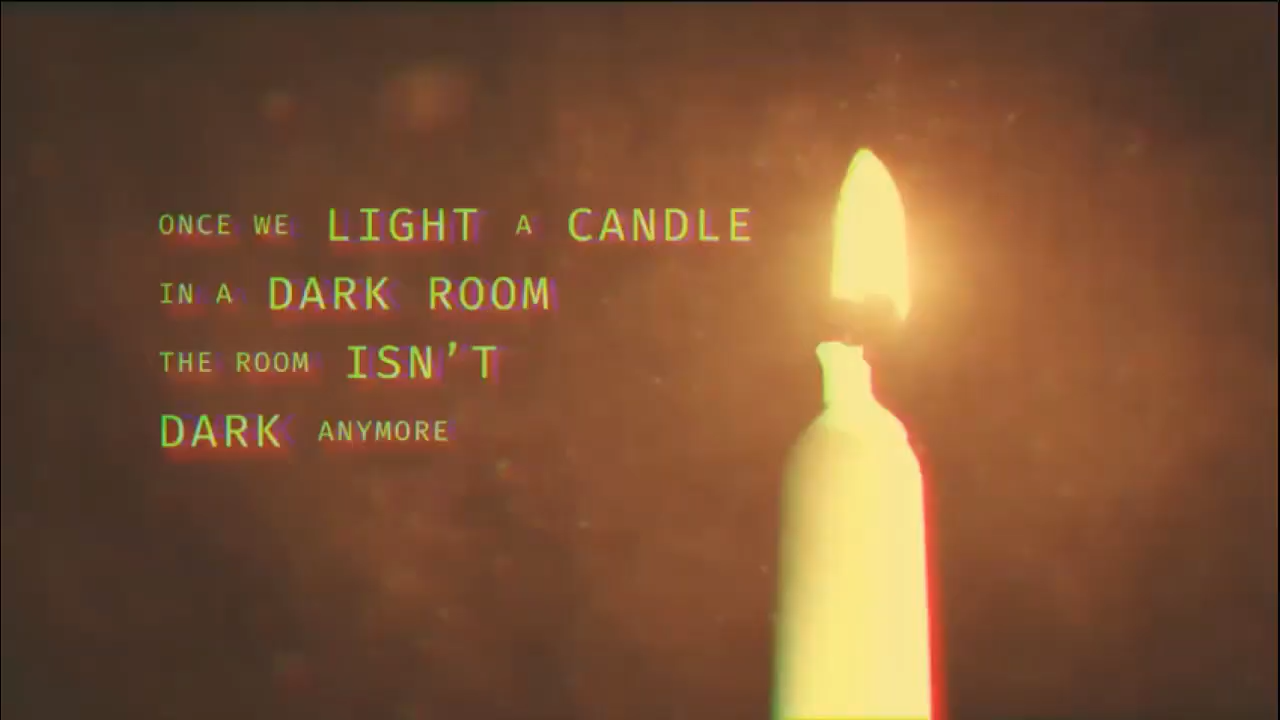 ONCE WE LIGHT A CANDLE
IN A DARK ROOM
THE ROOM ISN'T
DARK ANYMORE